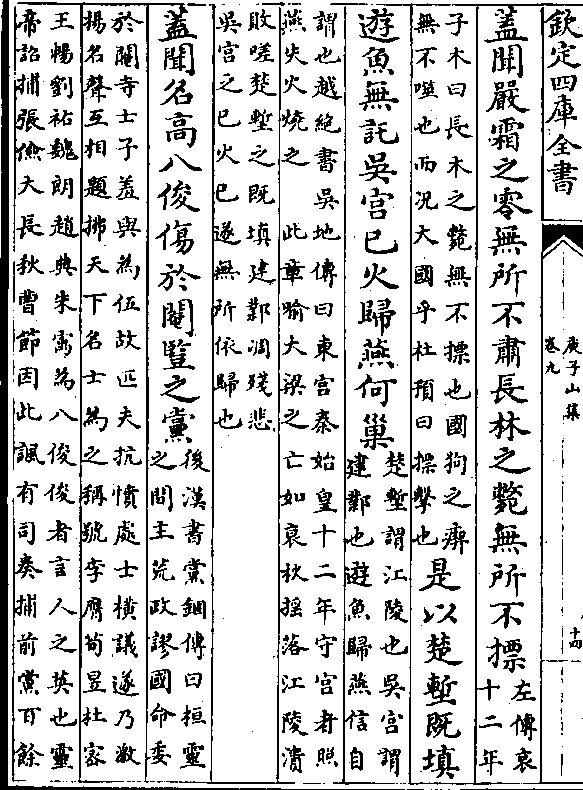 欽定四庫全書
庾子山集
卷九
十四
蓋聞嚴霜之零無所不肅長林之斃無所不摽
左傳哀
十二年
子木曰長木之斃無不摽也國狗之瘈
無不噬也而况大國乎杜預曰摽擊也
是以楚塹既填
遊魚無託吳宫已火歸燕何巢
楚塹謂江陵也吳宫謂
建鄴也遊魚歸燕信自
謂也越絶書吳地傳曰東宫秦始皇十二年守宫者照
燕失火燒之 此章喻大梁之亡如哀秋摇落江陵潰
敗嗟楚塹之既填建鄴凋殘悲
吳宫之已火已遂無所依歸也
蓋聞名高八俊傷於閹豎之黨
後漢書黨錮傳曰桓靈
之間主荒政謬國命委
於閹寺士子羞與為伍故匹夫抗憤處士横議遂乃激
揚名聲互相題拂天下名士為之稱號李膺荀昱杜密
王暢劉祐魏朗趙典朱㝢為八俊俊者言人之英也靈
帝詔捕張儉大長秋曹節因此諷有司奏捕前黨百餘